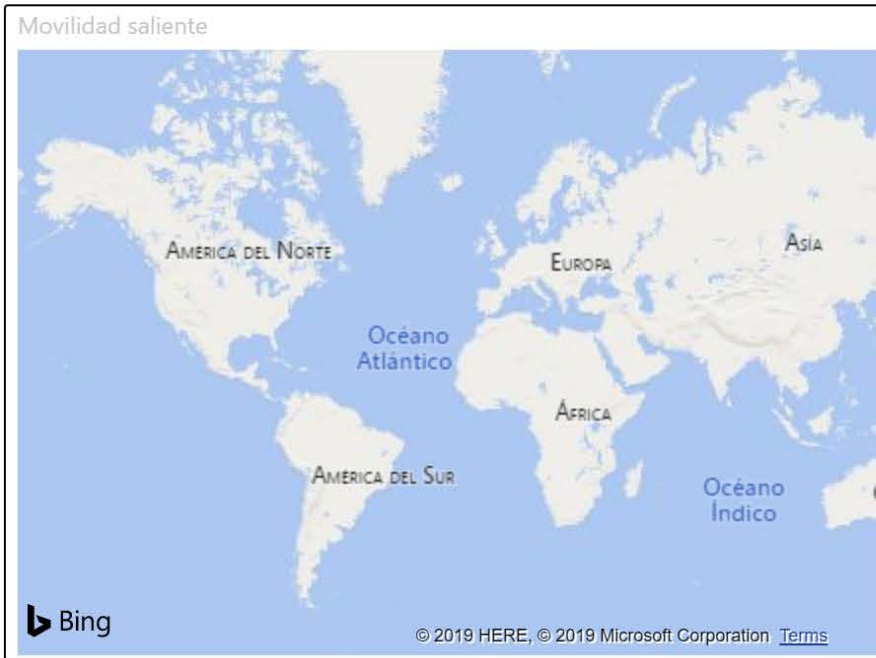 Movilidad saliente
AMÉRICA DEL NORTE
EUROPA
ASÍA
Océano
Atlántico
ÁFRICA
AMÉRICA DEL SUR
Océano
Índico
Bing
© 2019 HERE, © 2019 Microsoft Corporation Terms